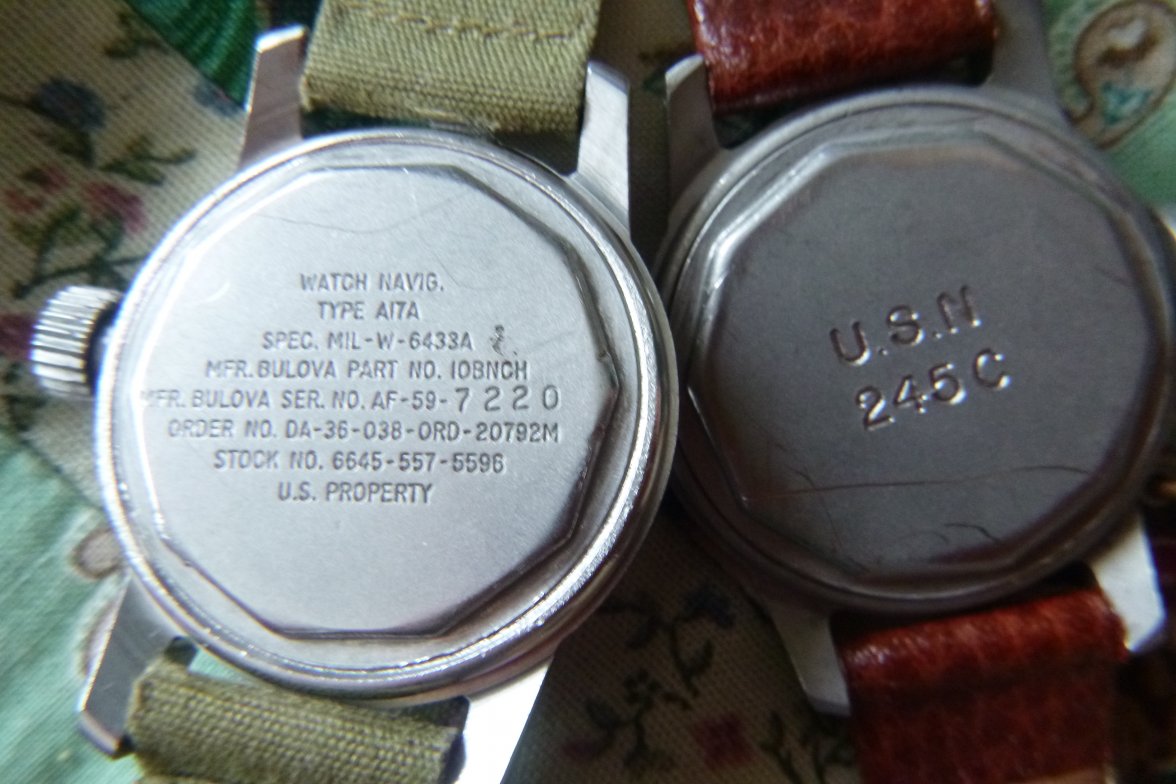 WATCH NAVIG.
TYPE A17A
SPEC. MIL-W-6433A
MFR. BULOVA PART NO. 10BNCH
MFR. BULOVA SER. NO. AF-59-7220
ORDER NO. DA-36-038-ORD-20792M
STOCK NO. 6645-557-5596
U.S. PROPERTY
U.S.N
245C